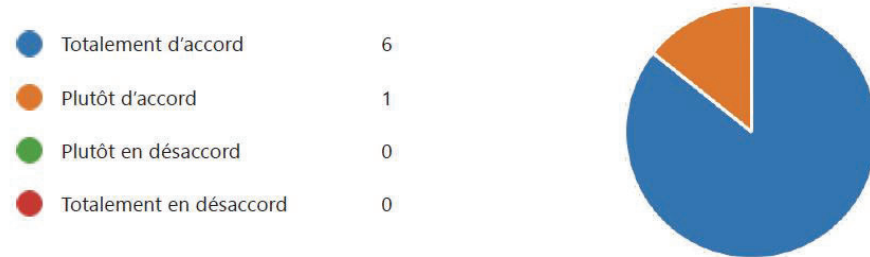 Totalement d’accord 6
Plutôt d’accord 1
Plutôt en désaccord 0
Totalement en désaccord 0